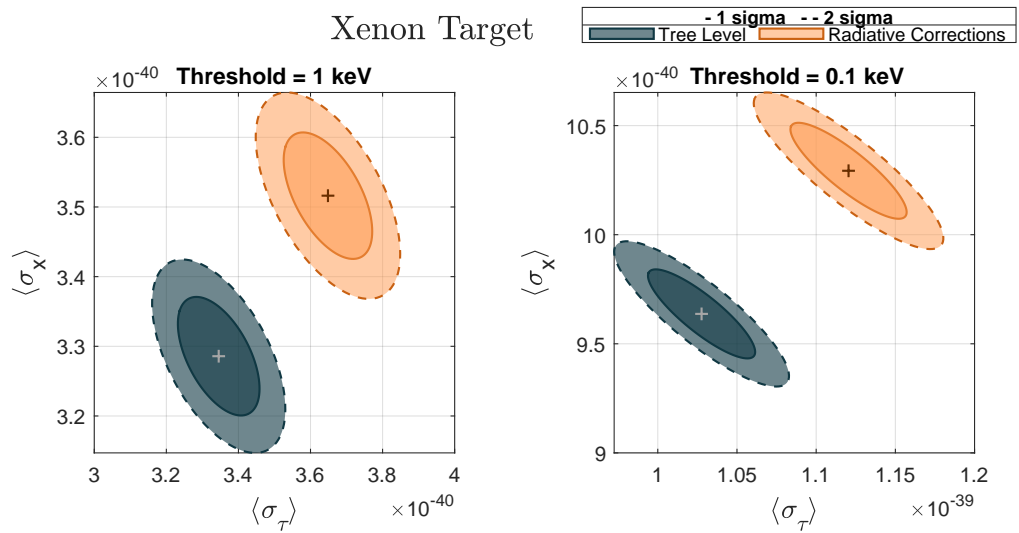 Xenon Target
- 1 sigma - - 2 sigma
Tree Level Radiative Corrections
×10⁻⁴⁰ Threshold = 1 keV
3.6
3.5
3.4
3.3
3.2
⟨σₓ⟩
3 3.2 3.4 3.6 3.8 4
⟨σ_τ⟩ ×10⁻⁴⁰
×10⁻⁴⁰ Threshold = 0.1 keV
10.5
10
9.5
9
⟨σₓ⟩
1 1.05 1.1 1.15 1.2
⟨σ_τ⟩ ×10⁻³⁹